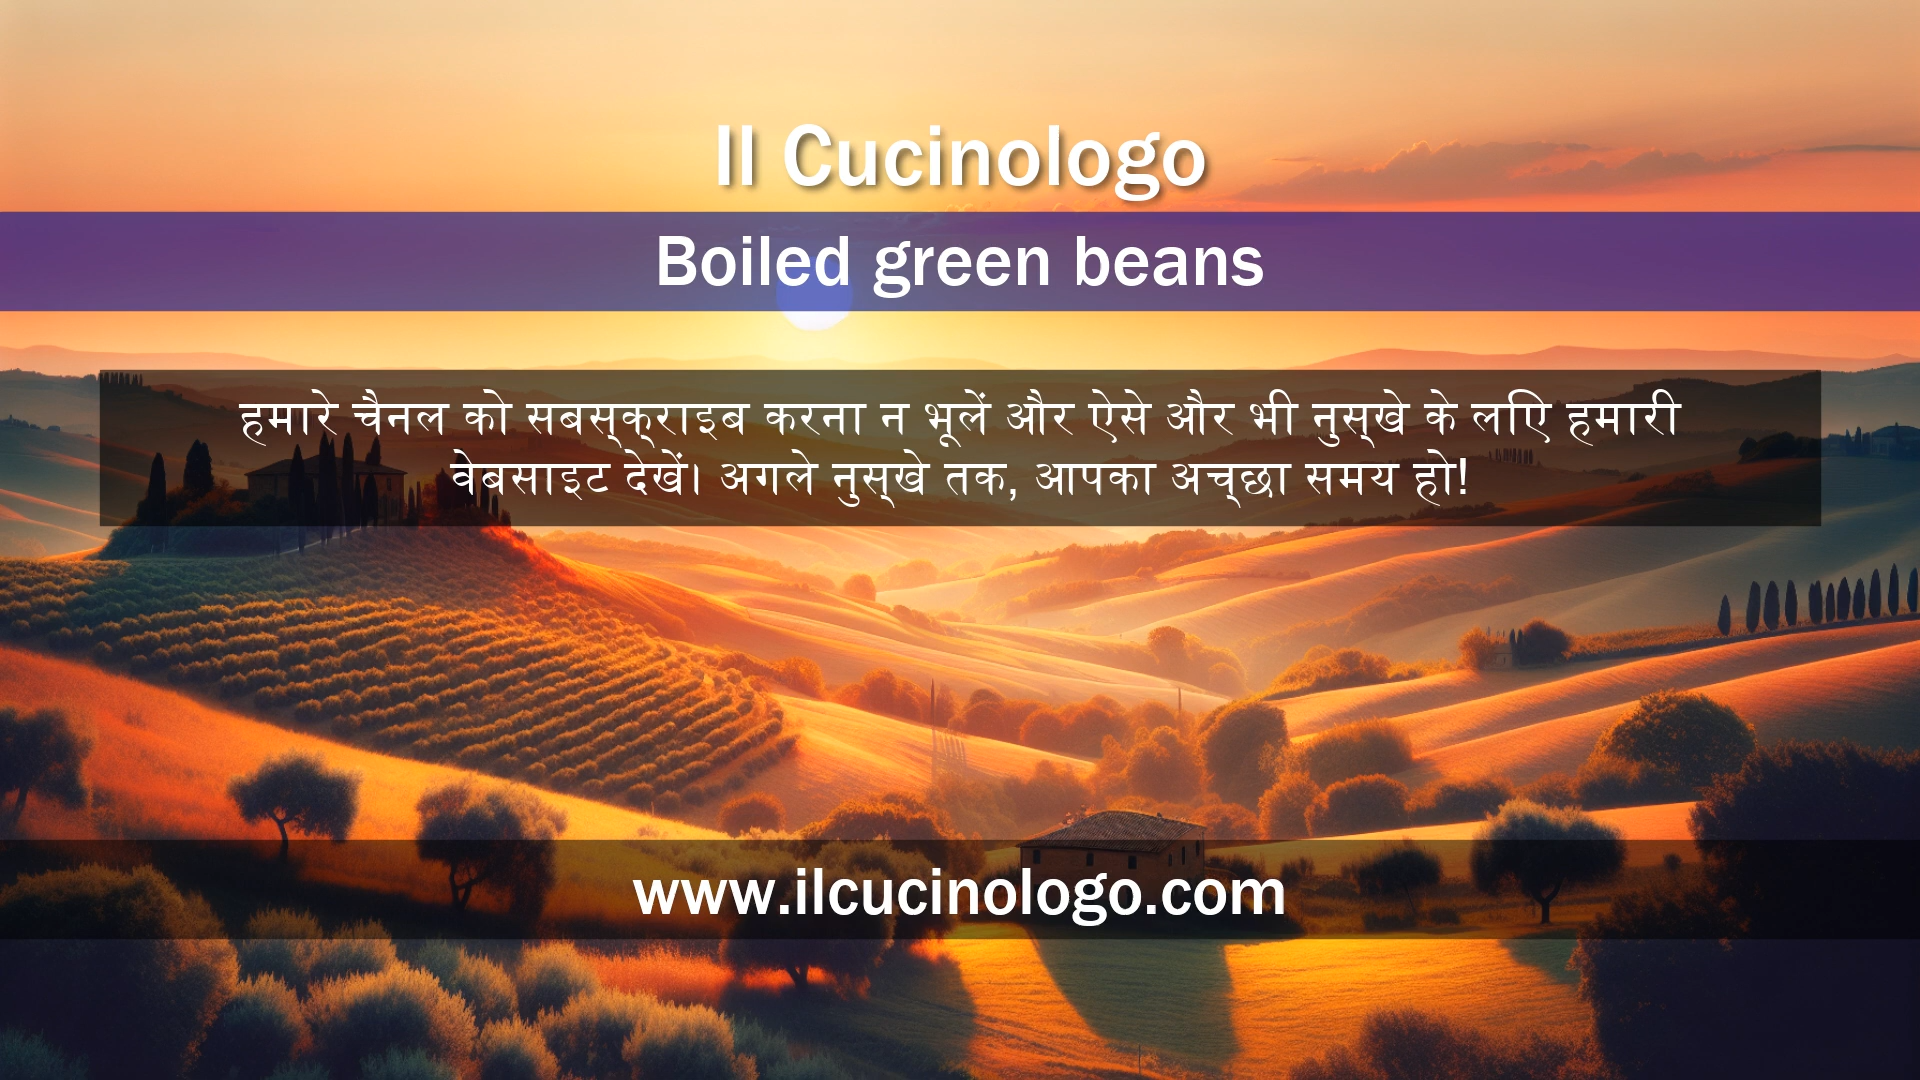 Il Cucinologo
Boiled green beans
हमारे चैनल को सबस्क्राइब करना न भूलें और ऐसे और भी नुस्खे के लिए हमारी
वेबसाइट देखें। अगले नुस्खे तक, आपका अच्छा समय हो!
www.ilcucinologo.com